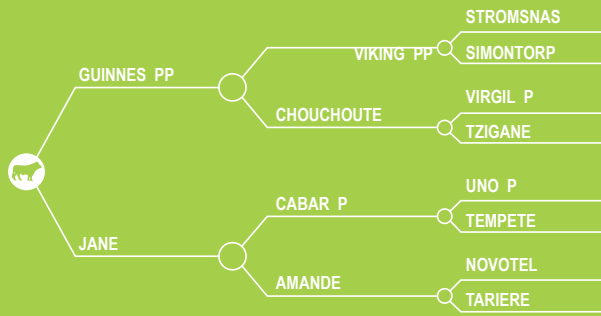 STROMSNAS
VIKING PP
SIMONTORP
GUINNES PP
VIRGIL P
CHOUCHOUTE
TZIGANE
UNO P
CABAR P
TEMPETE
JANE
NOVOTEL
AMANDE
TARIERE